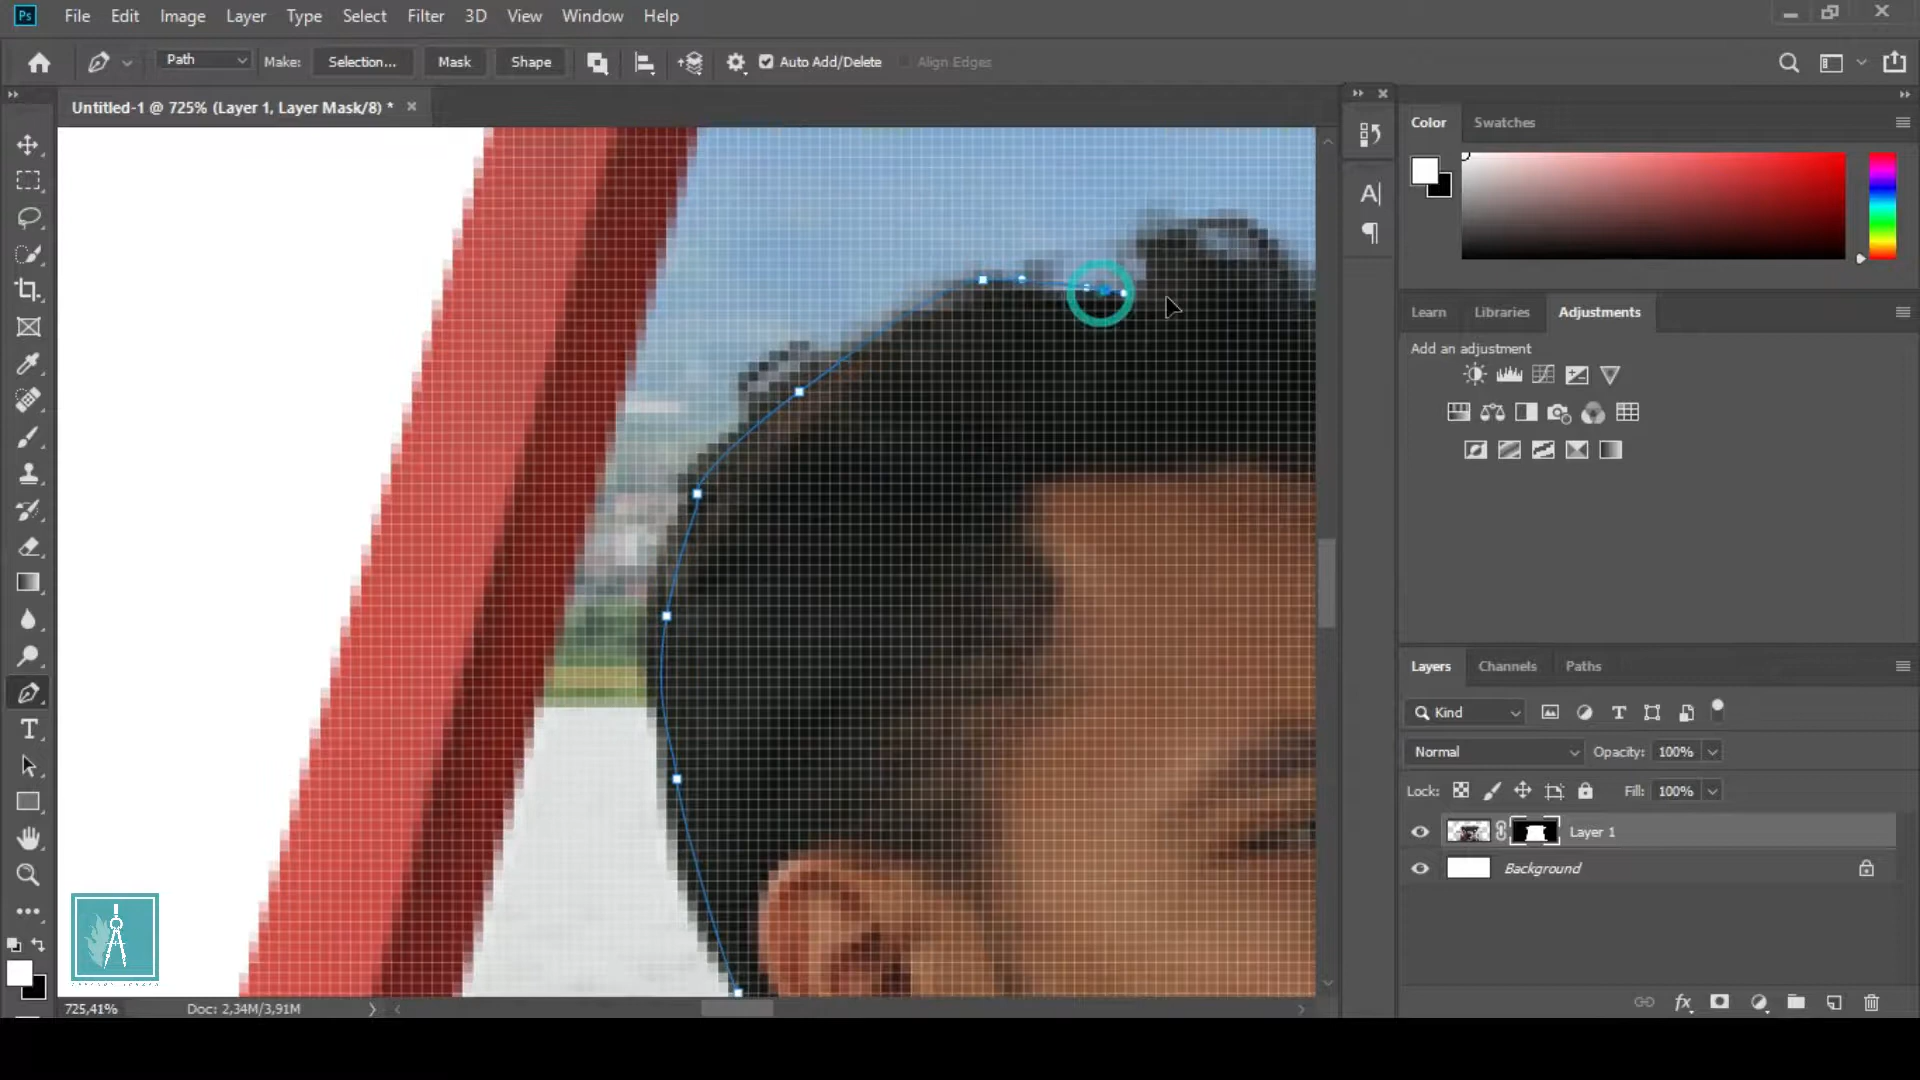 Ps File Edit Image Layer Type Select Filter 3D View Window Help
Path Make: Selection... Mask Shape Auto Add/Delete Align Edges
Untitled-1 @ 725% (Layer 1, Layer Mask/8) *
Color Swatches
Learn Libraries Adjustments
Add an adjustment
Layers Channels Paths
Kind
Normal Opacity: 100%
Lock: Fill: 100%
Layer 1
Background
725,41% Doc: 2,34M/3,91M